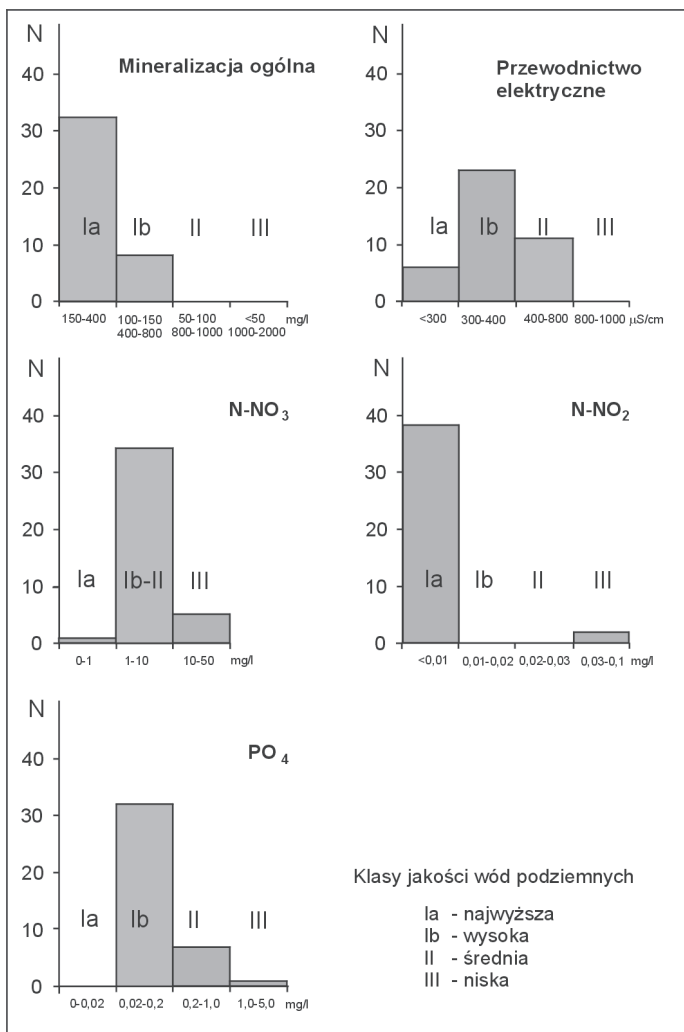 N
Mineralizacja ogólna
40
30
20
10
0
Ia
Ib
II
III
150-400
100-150
400-800
50-100
800-1000
<50
1000-2000
mg/l
N
Przewodnictwo
elektryczne
40
30
20
10
0
Ia
Ib
II
III
<300
300-400
400-800
800-1000
μS/cm
N
N-NO3
40
30
20
10
0
Ia
Ib-II
III
0-1
1-10
10-50
mg/l
N
N-NO2
40
30
20
10
0
Ia
Ib
II
III
<0,01
0,01-0,02
0,02-0,03
0,03-0,1
mg/l
N
PO 4
40
30
20
10
0
Ia
Ib
II
III
0-0,02
0,02-0,2
0,2-1,0
1,0-5,0
mg/l
Klasy jakości wód podziemnych
Ia - najwyższa
Ib - wysoka
II - średnia
III - niska